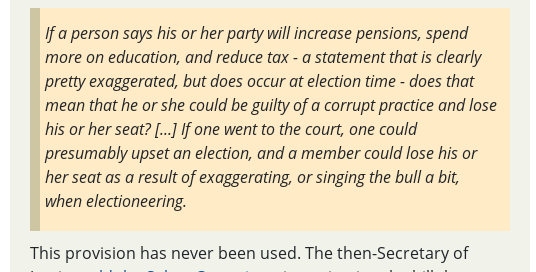 If a person says his or her party will increase pensions, spend
more on education, and reduce tax - a statement that is clearly
pretty exaggerated, but does occur at election time - does that
mean that he or she could be guilty of a corrupt practice and lose
his or her seat? [...] If one went to the court, one could
presumably upset an election, and a member could lose his or
her seat as a result of exaggerating, or singing the bull a bit,
when electioneering.
This provision has never been used. The then-Secretary of